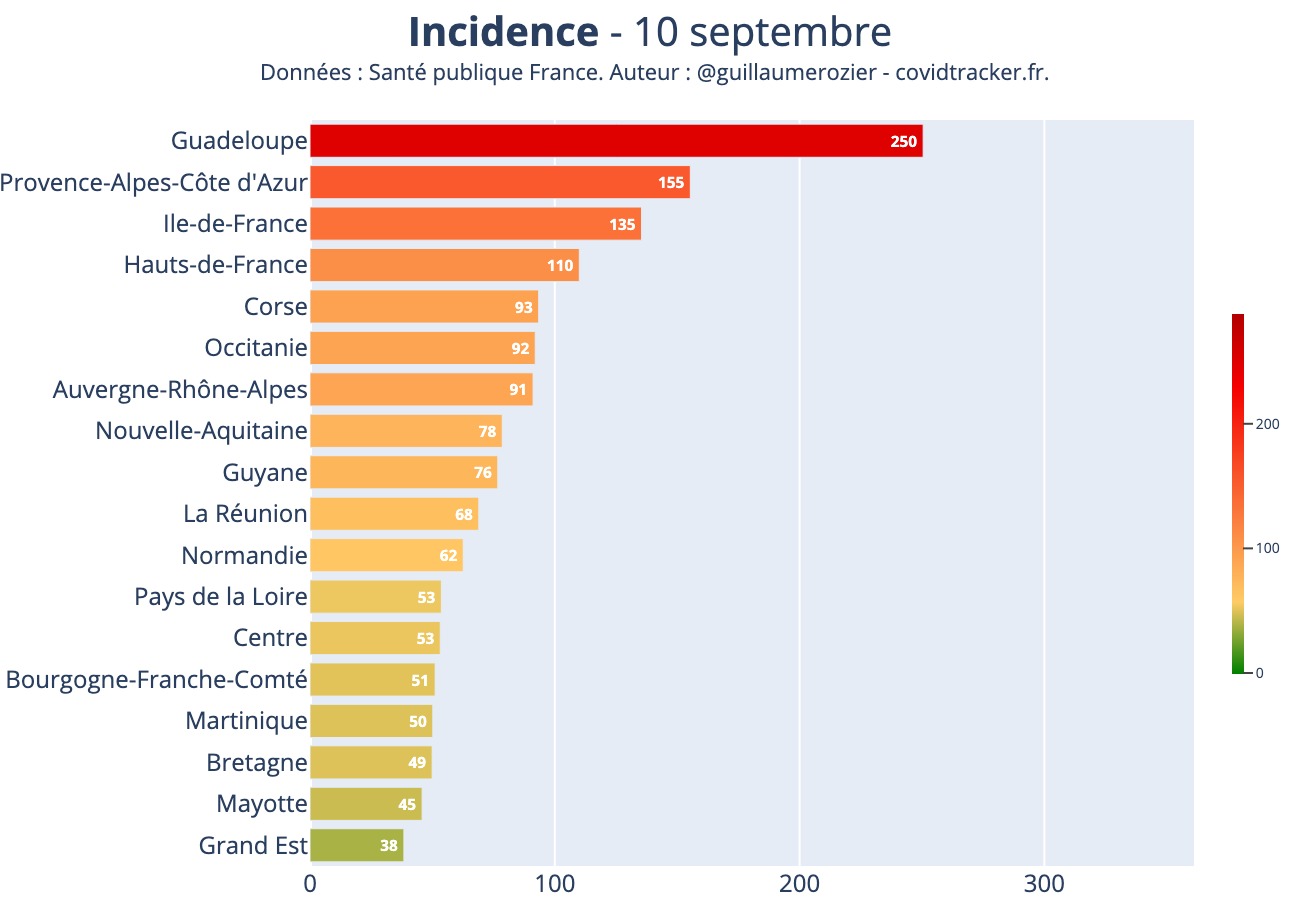 Incidence - 10 septembre
Données : Santé publique France. Auteur : @guillaumerozier - covidtracker.fr.
Guadeloupe 250
Provence-Alpes-Côte d'Azur 155
Ile-de-France 135
Hauts-de-France 110
Corse 93
Occitanie 92
Auvergne-Rhône-Alpes 91
Nouvelle-Aquitaine 78
Guyane 76
La Réunion 68
Normandie 62
Pays de la Loire 53
Centre 53
Bourgogne-Franche-Comté 51
Martinique 50
Bretagne 49
Mayotte 45
Grand Est 38
0 100 200 300
200
100
0